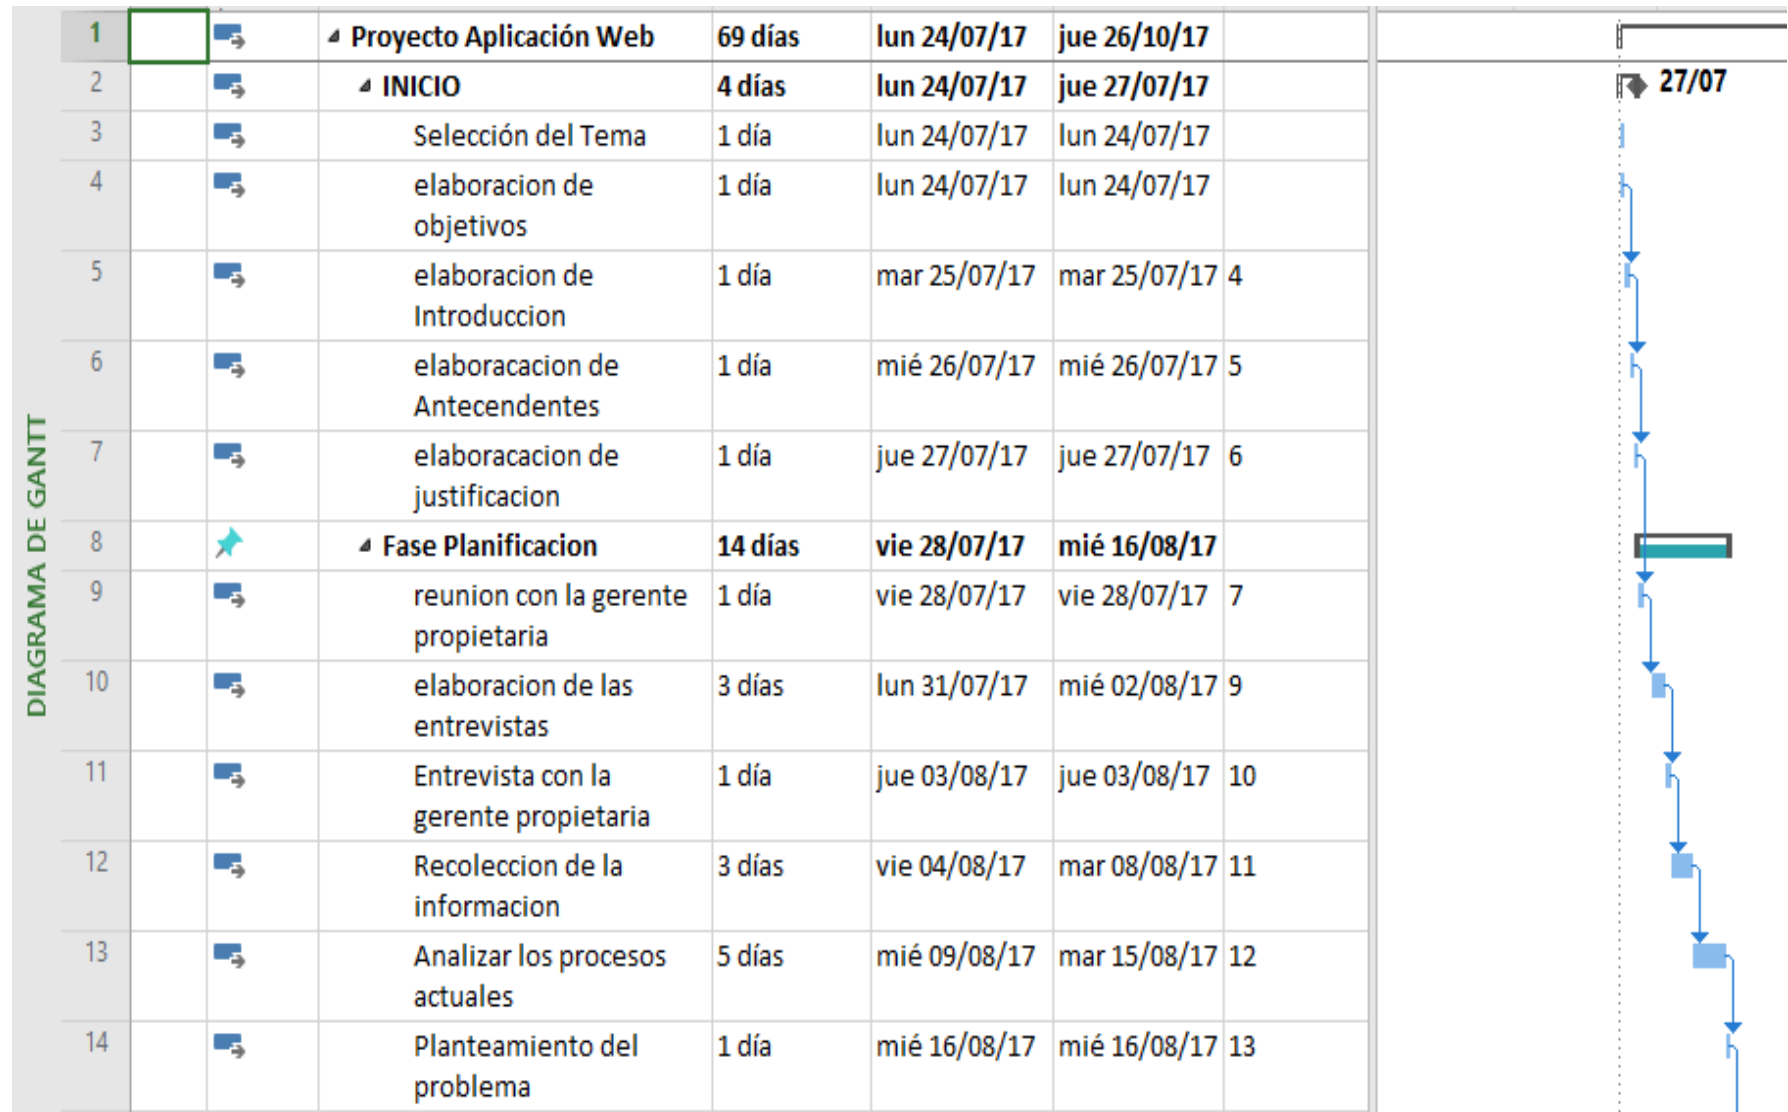 DIAGRAMA DE GANTT
1 Proyecto Aplicación Web 69 días lun 24/07/17 jue 26/10/17
2 INICIO 4 días lun 24/07/17 jue 27/07/17 27/07
3 Selección del Tema 1 día lun 24/07/17 lun 24/07/17
4 elaboracion de 1 día lun 24/07/17 lun 24/07/17
objetivos
5 elaboracion de 1 día mar 25/07/17 mar 25/07/17 4
Introduccion
6 elaboracacion de 1 día mié 26/07/17 mié 26/07/17 5
Antecendentes
7 elaboracacion de 1 día jue 27/07/17 jue 27/07/17 6
justificacion
8 Fase Planificacion 14 días vie 28/07/17 mié 16/08/17
9 reunion con la gerente 1 día vie 28/07/17 vie 28/07/17 7
propietaria
10 elaboracion de las 3 días lun 31/07/17 mié 02/08/17 9
entrevistas
11 Entrevista con la 1 día jue 03/08/17 jue 03/08/17 10
gerente propietaria
12 Recoleccion de la 3 días vie 04/08/17 mar 08/08/17 11
informacion
13 Analizar los procesos 5 días mié 09/08/17 mar 15/08/17 12
actuales
14 Planteamiento del 1 día mié 16/08/17 mié 16/08/17 13
problema